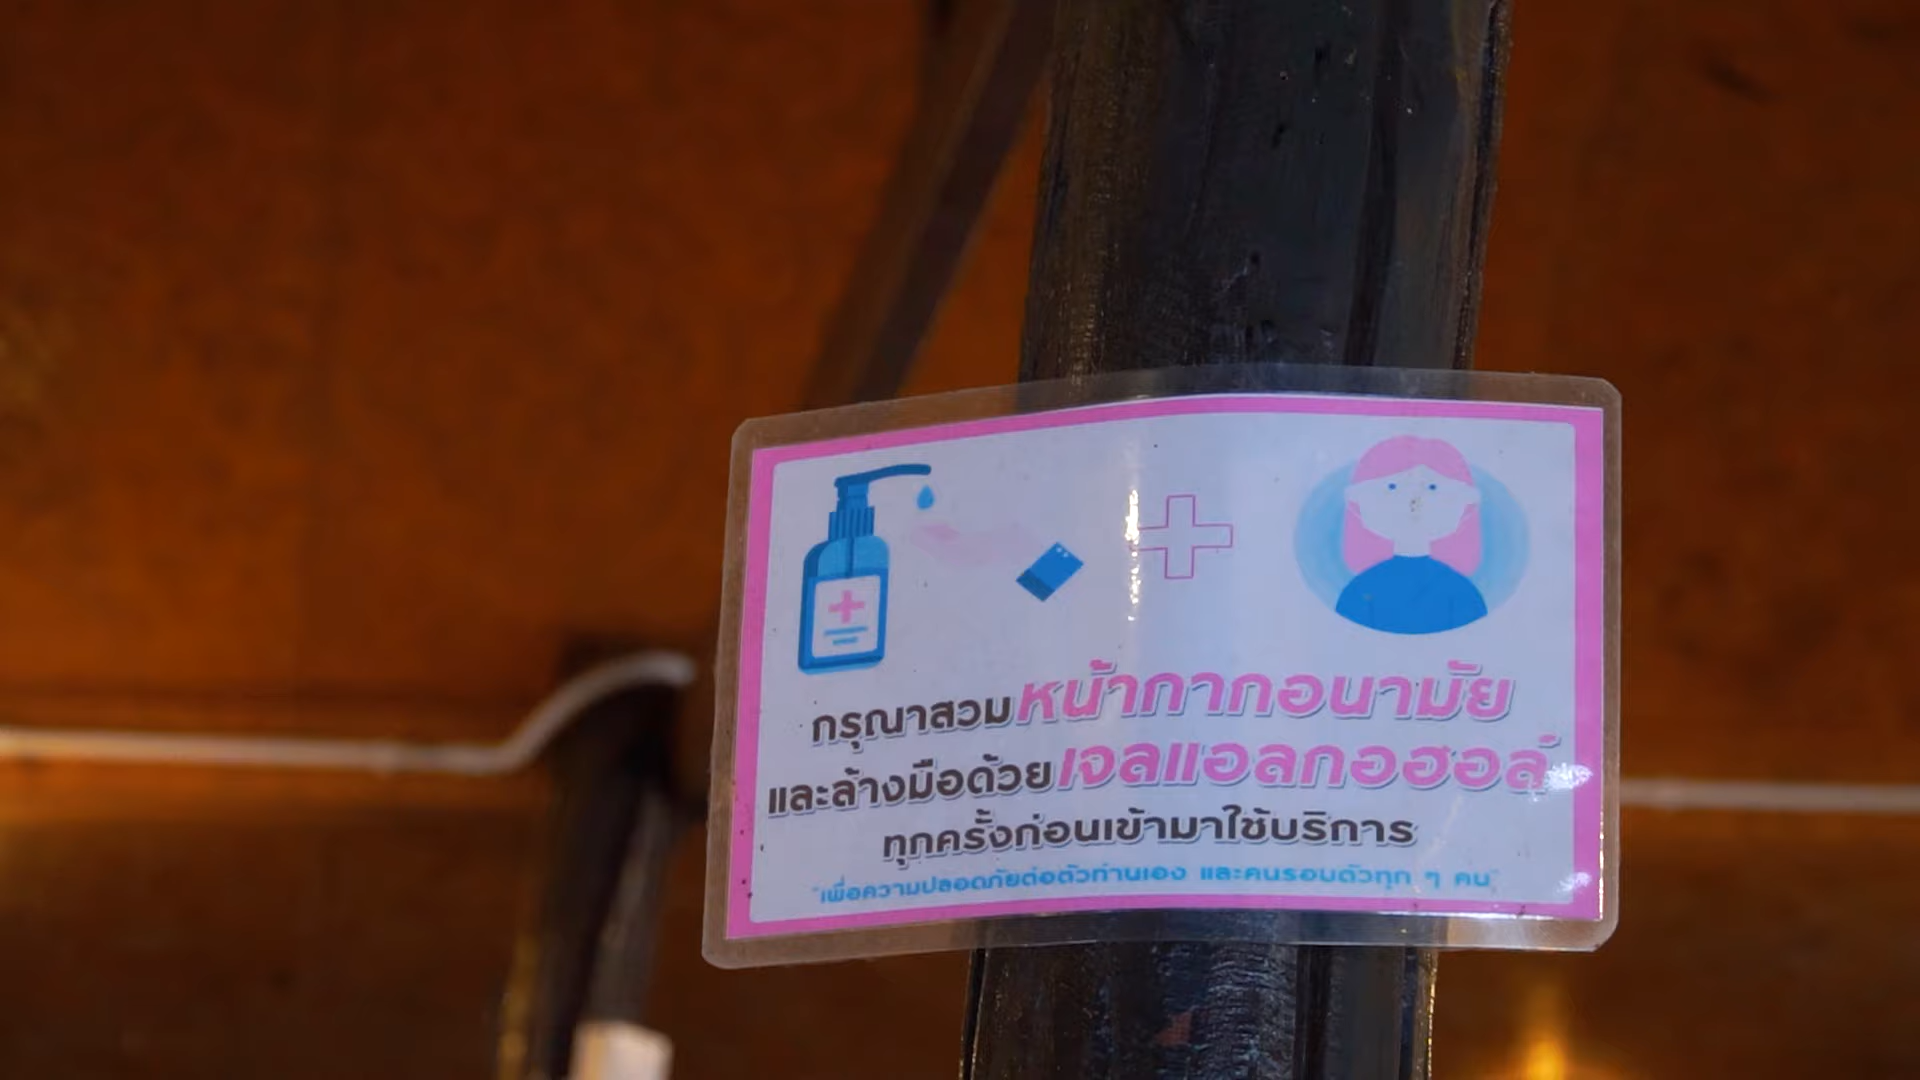 กรุณาสวมหน้ากากอนามัย
และล้างมือด้วยเจลแอลกอฮอล์
ทุกครั้งก่อนเข้ามาใช้บริการ
"เพื่อความปลอดภัยต่อตัวท่านเอง และคนรอบตัวทุก ๆ คน"